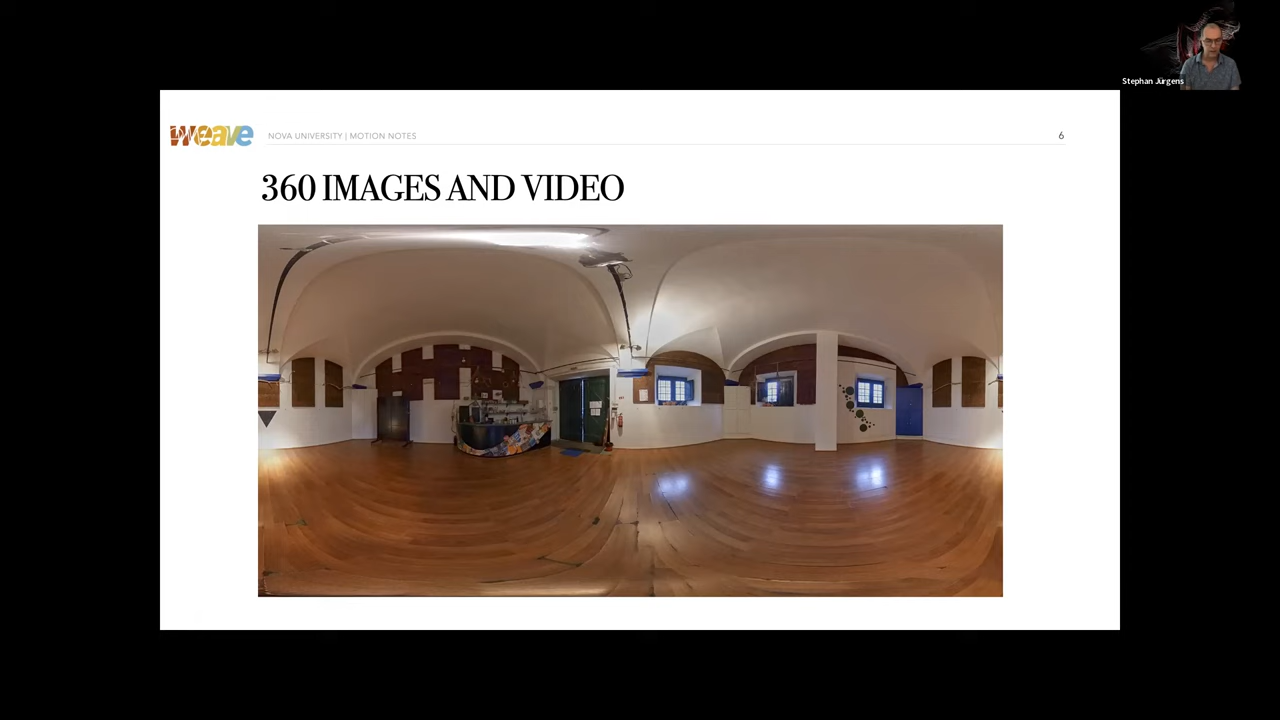 Stephan Jürgens
weave
NOVA UNIVERSITY | MOTION NOTES
6
360 IMAGES AND VIDEO